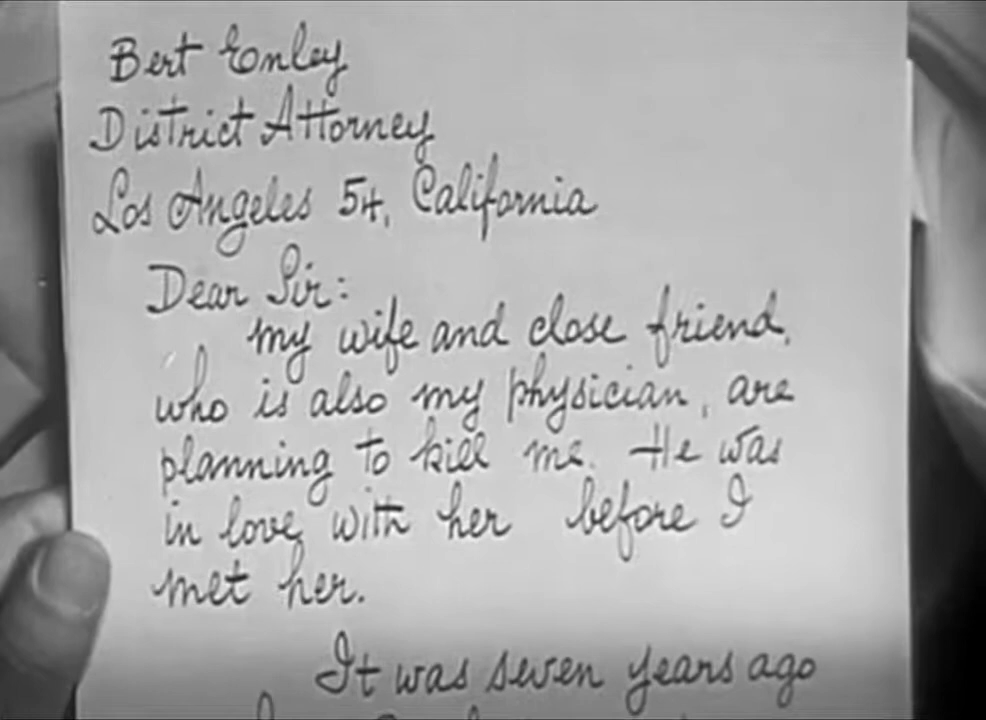 Bert Enley
District Attorney
Los Angeles 54, California
Dear Sir:
my wife and close friend,
who is also my physician, are
planning to kill me. He was
in love with her before I
met her.
It was seven years ago